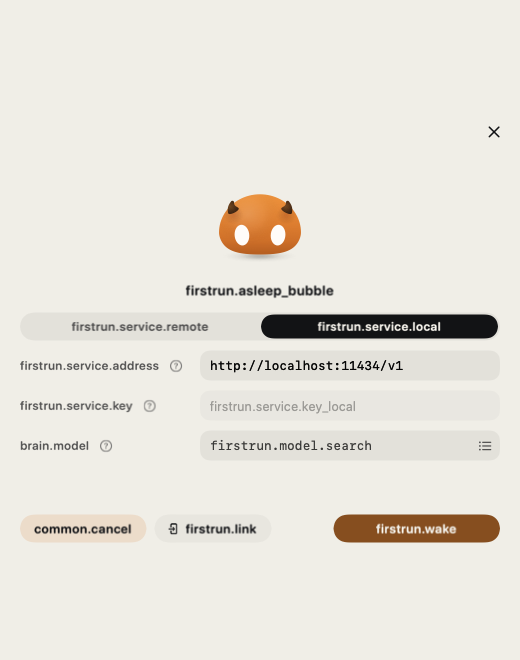 firstrun.asleep_bubble
firstrun.service.remote firstrun.service.local
firstrun.service.address ? http://localhost:11434/v1
firstrun.service.key ? firstrun.service.key_local
brain.model ? firstrun.model.search
common.cancel firstrun.link firstrun.wake